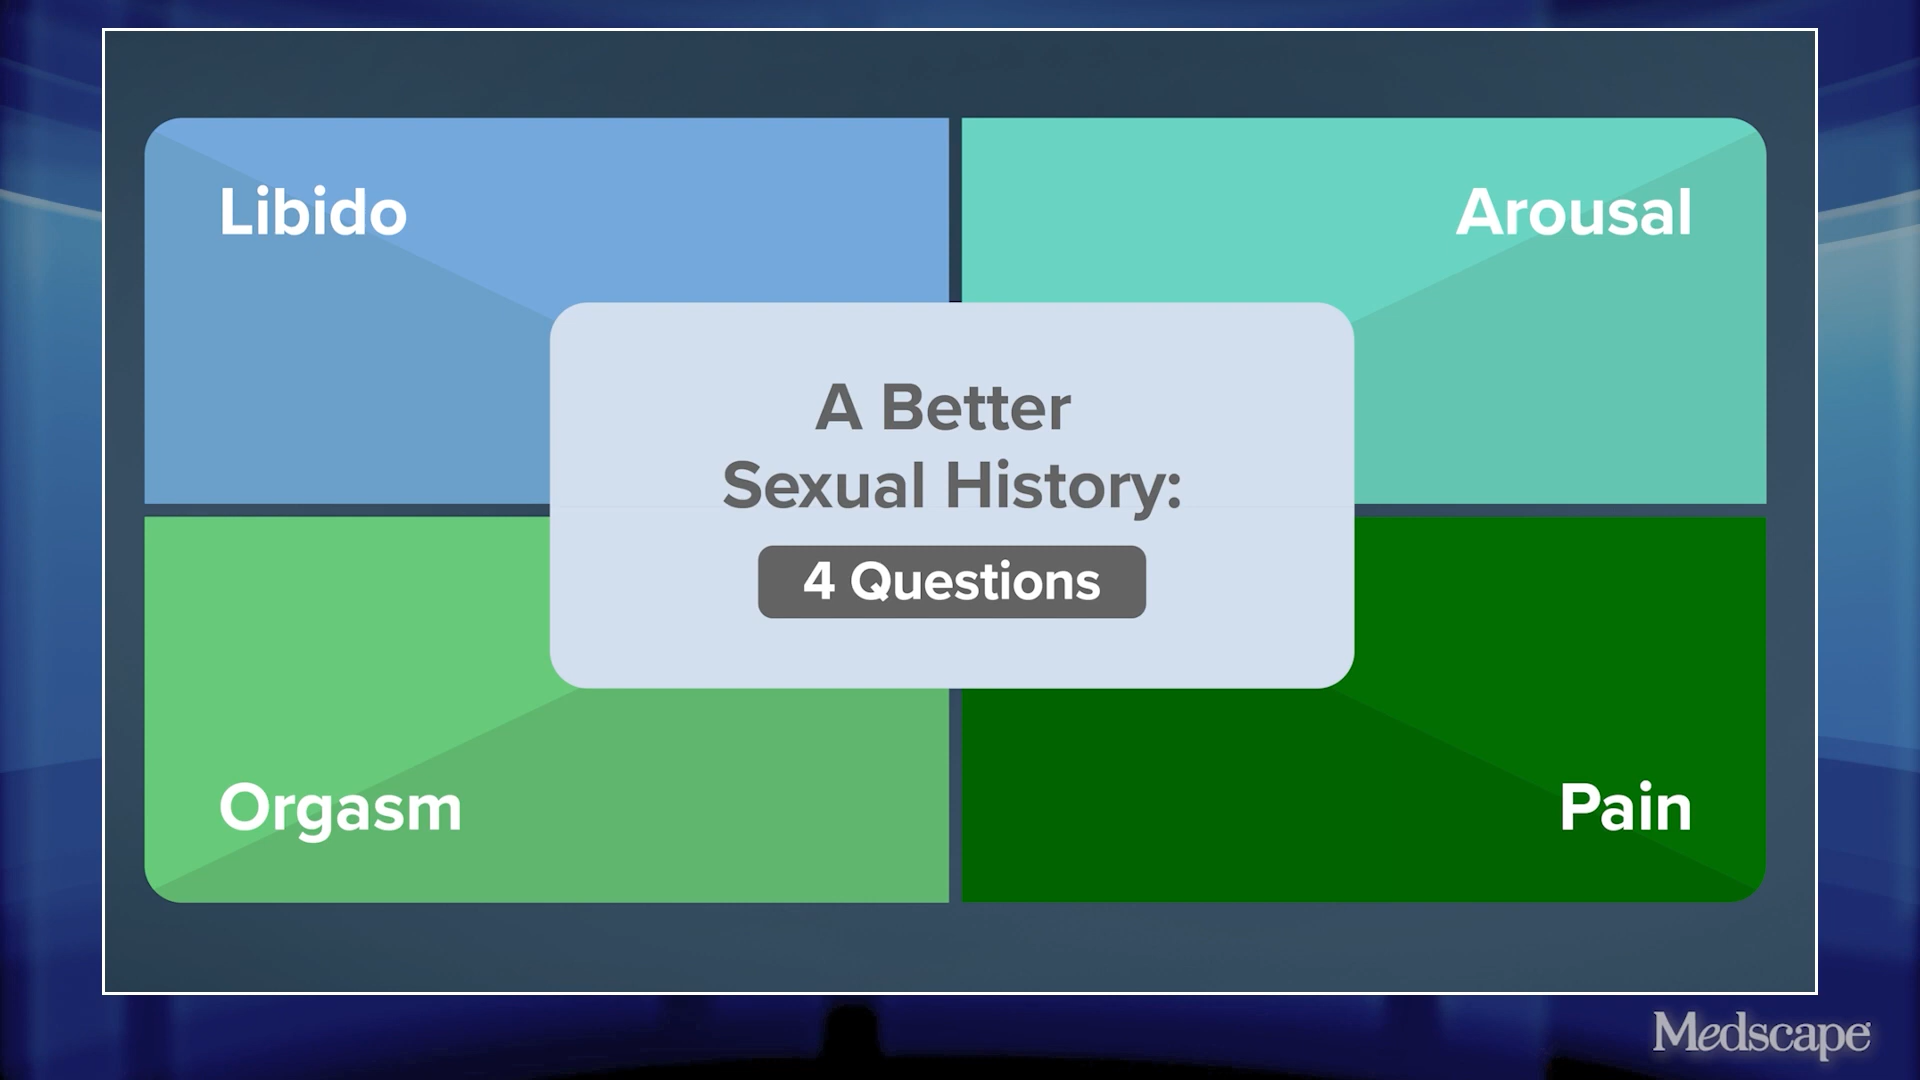 Libido
Arousal
A Better
Sexual History:
4 Questions
Orgasm
Pain
Medscape